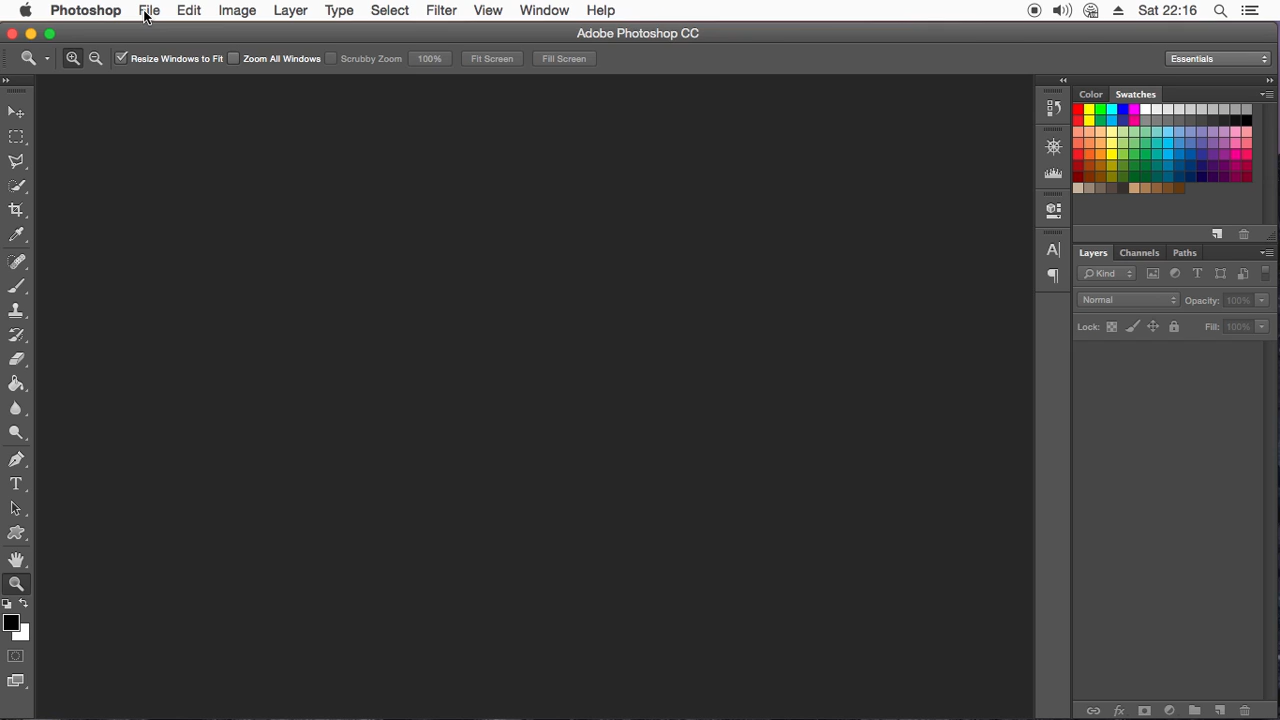 Photoshop File Edit Image Layer Type Select Filter View Window Help Sat 22:16
Adobe Photoshop CC
Resize Windows to Fit Zoom All Windows Scrubby Zoom 100% Fit Screen Fill Screen Essentials
Color Swatches
Layers Channels Paths
Kind
Normal Opacity: 100%
Lock: Fill: 100%